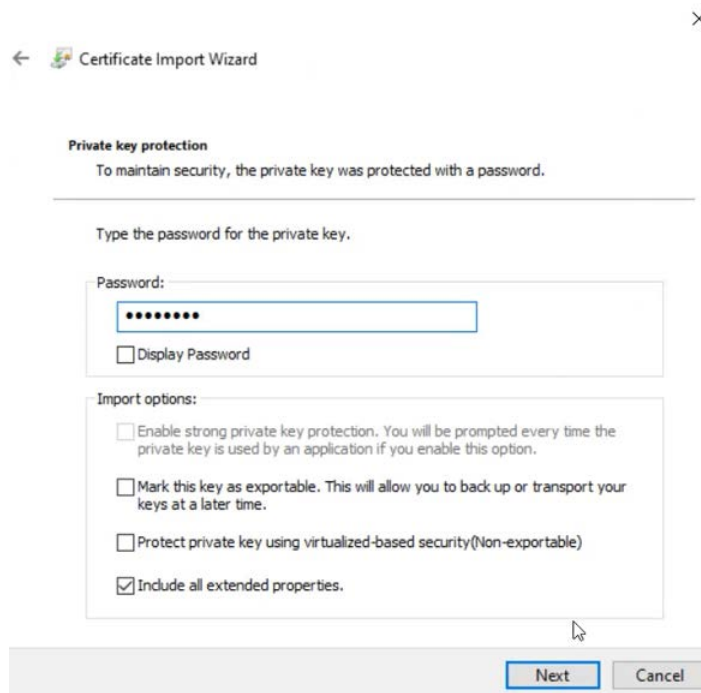 Certificate Import Wizard
Private key protection
To maintain security, the private key was protected with a password.
Type the password for the private key.
Password:
••••••••
Display Password
Import options:
Enable strong private key protection. You will be prompted every time the
private key is used by an application if you enable this option.
Mark this key as exportable. This will allow you to back up or transport your
keys at a later time.
Protect private key using virtualized-based security(Non-exportable)
Include all extended properties.
Next Cancel